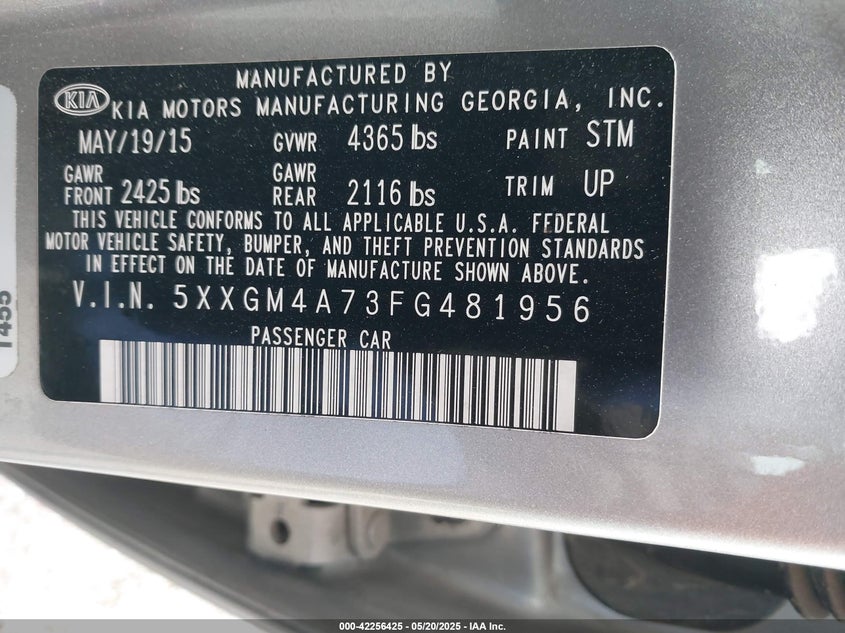 MANUFACTURED BY
KIA
KIA MOTORS MANUFACTURING GEORGIA, INC.
MAY/19/15 GVWR 4365 lbs PAINT STM
GAWR FRONT 2425 lbs GAWR REAR 2116 lbs TRIM UP
THIS VEHICLE CONFORMS TO ALL APPLICABLE U.S.A. FEDERAL
MOTOR VEHICLE SAFETY, BUMPER, AND THEFT PREVENTION STANDARDS
IN EFFECT ON THE DATE OF MANUFACTURE SHOWN ABOVE.
V.I.N. 5XXGM4A73FG481956
PASSENGER CAR
000-42256425 - 05/20/2025 - IAA Inc.